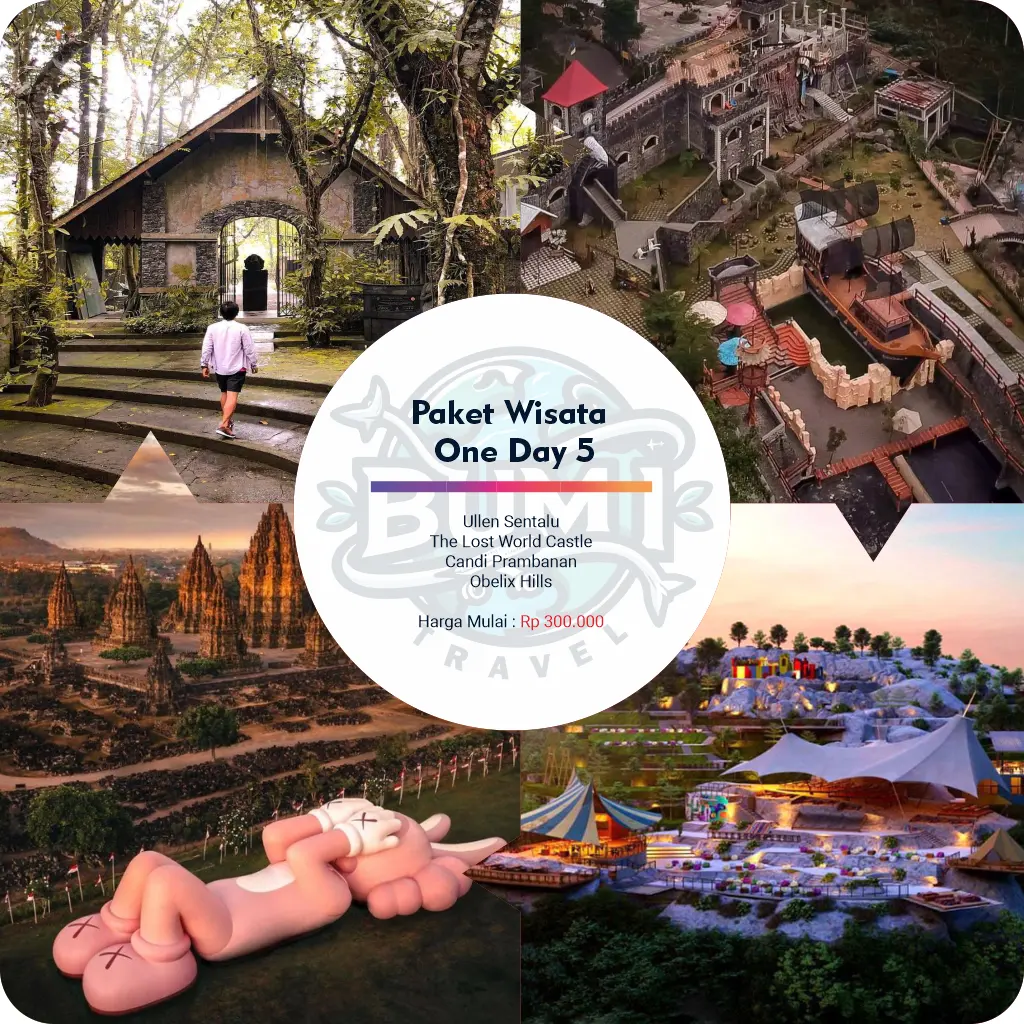 Paket Wisata
One Day 5
BUMI
TRAVEL
Ullen Sentalu
The Lost World Castle
Candi Prambanan
Obelix Hills
Harga Mulai : Rp 300.000